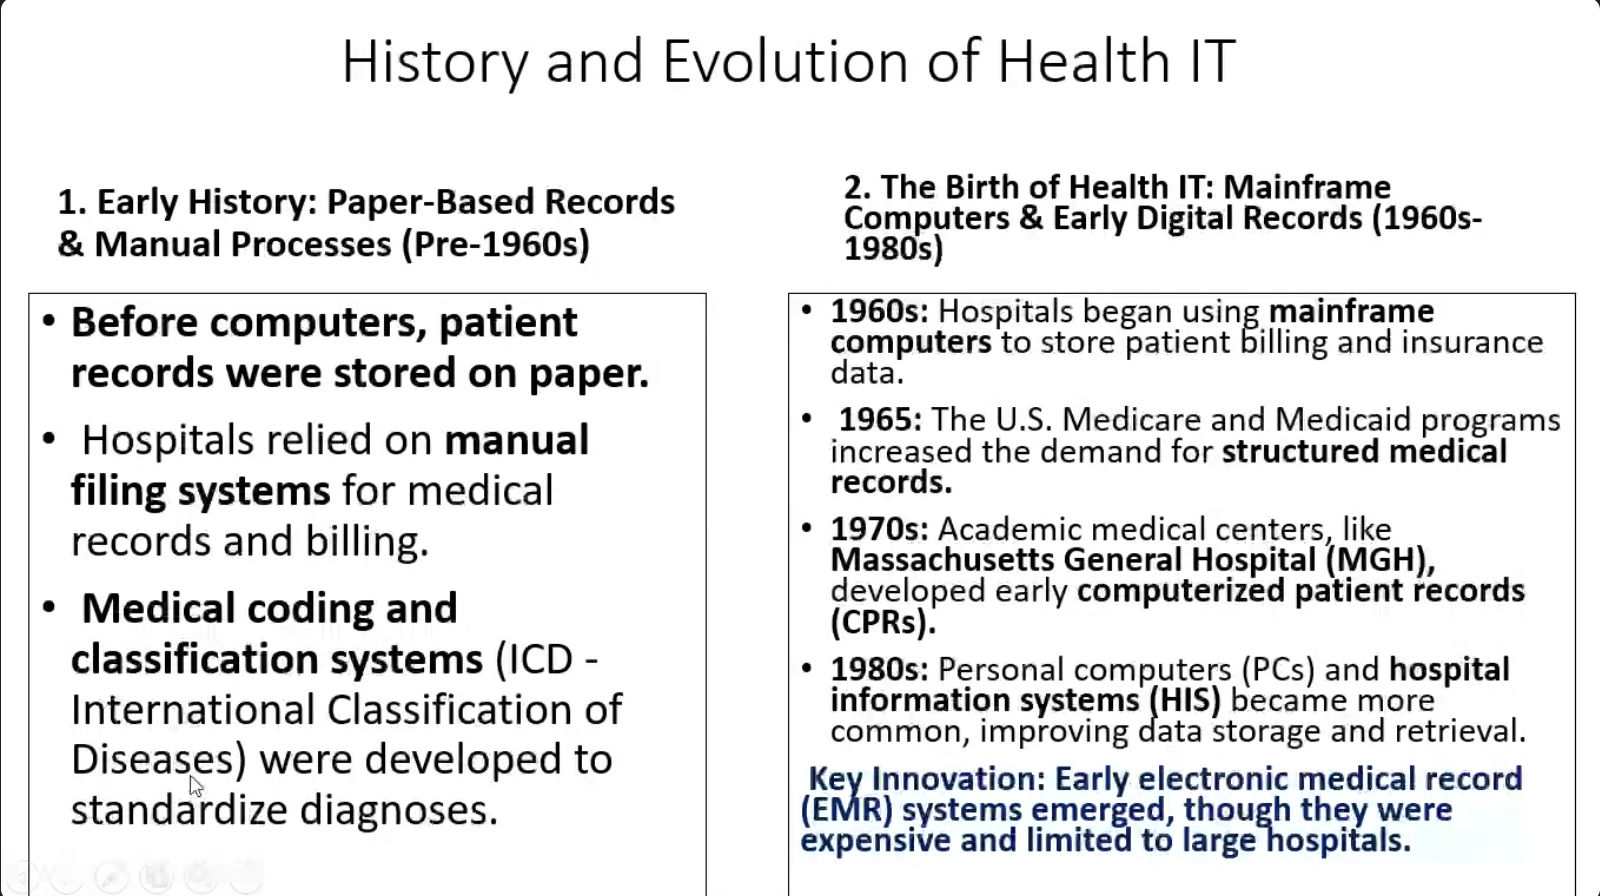 History and Evolution of Health IT
1. Early History: Paper-Based Records
& Manual Processes (Pre-1960s)
• Before computers, patient
records were stored on paper.
• Hospitals relied on manual
filing systems for medical
records and billing.
• Medical coding and
classification systems (ICD -
International Classification of
Diseases) were developed to
standardize diagnoses.
2. The Birth of Health IT: Mainframe
Computers & Early Digital Records (1960s-
1980s)
• 1960s: Hospitals began using mainframe
computers to store patient billing and insurance
data.
• 1965: The U.S. Medicare and Medicaid programs
increased the demand for structured medical
records.
• 1970s: Academic medical centers, like
Massachusetts General Hospital (MGH),
developed early computerized patient records
(CPRs).
• 1980s: Personal computers (PCs) and hospital
information systems (HIS) became more
common, improving data storage and retrieval.
Key Innovation: Early electronic medical record
(EMR) systems emerged, though they were
expensive and limited to large hospitals.